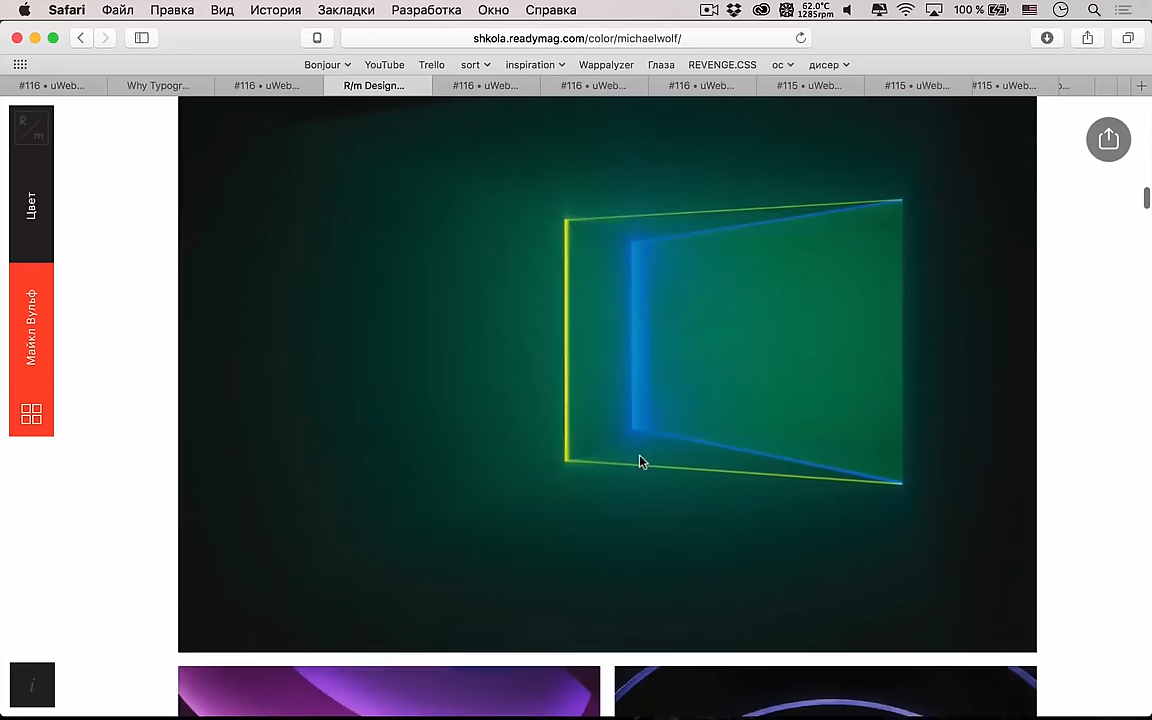 Safari Файл Правка Вид История Закладки Разработка Окно Справка 62.0°C 1285rpm 100 %
shkola.readymag.com/color/michaelwolf/
Bonjour YouTube Trello sort inspiration Wappalyzer Глаза REVENGE.CSS ос дисер
#116 • uWeb... Why Typogr... #116 • uWeb... R/m Design... #116 • uWeb... #116 • uWeb... #116 • uWeb... #115 • uWeb... #115 • uWeb... #115 • uWeb...
R/m
Цвет
Майкл Вульф
i